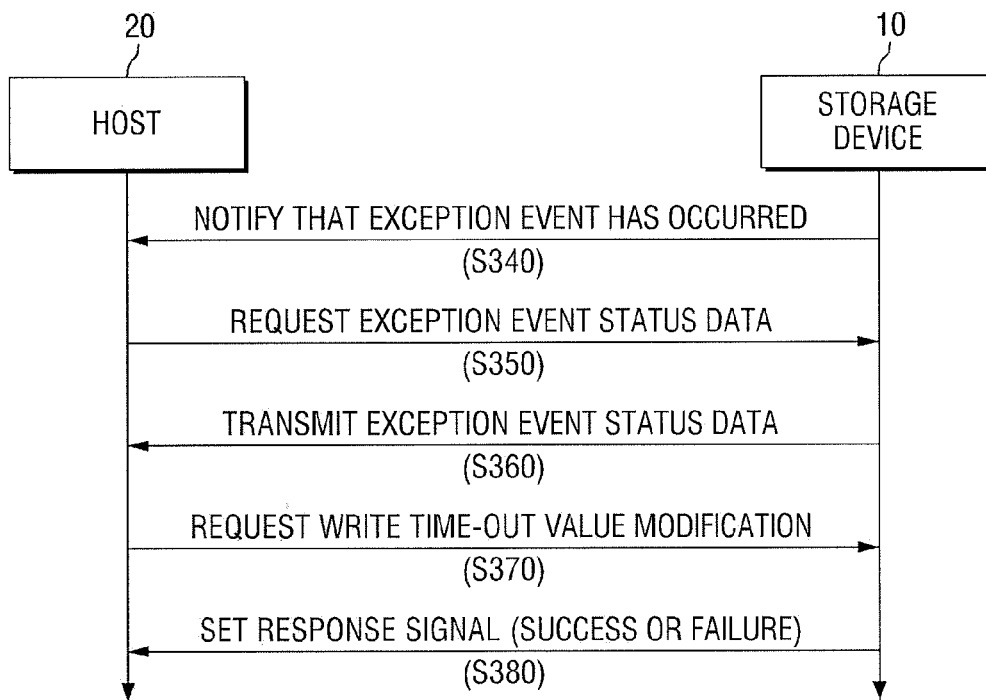 20
10
HOST
STORAGE
DEVICE
NOTIFY THAT EXCEPTION EVENT HAS OCCURRED
(S340)
REQUEST EXCEPTION EVENT STATUS DATA
(S350)
TRANSMIT EXCEPTION EVENT STATUS DATA
(S360)
REQUEST WRITE TIME-OUT VALUE MODIFICATION
(S370)
SET RESPONSE SIGNAL (SUCCESS OR FAILURE)
(S380)